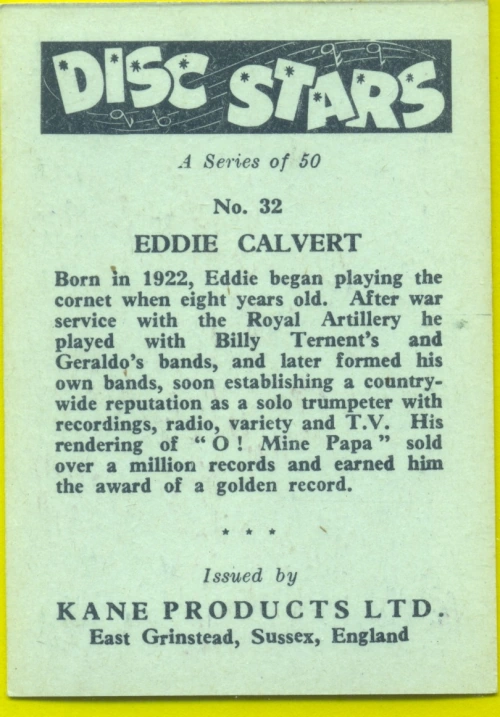 DISC STARS
A Series of 50
No. 32
EDDIE CALVERT
Born in 1922, Eddie began playing the
cornet when eight years old. After war
service with the Royal Artillery he
played with Billy Ternent's and
Geraldo's bands, and later formed his
own bands, soon establishing a country-
wide reputation as a solo trumpeter with
recordings, radio, variety and T.V. His
rendering of "O! Mine Papa" sold
over a million records and earned him
the award of a golden record.
* * *
Issued by
KANE PRODUCTS LTD.
East Grinstead, Sussex, England